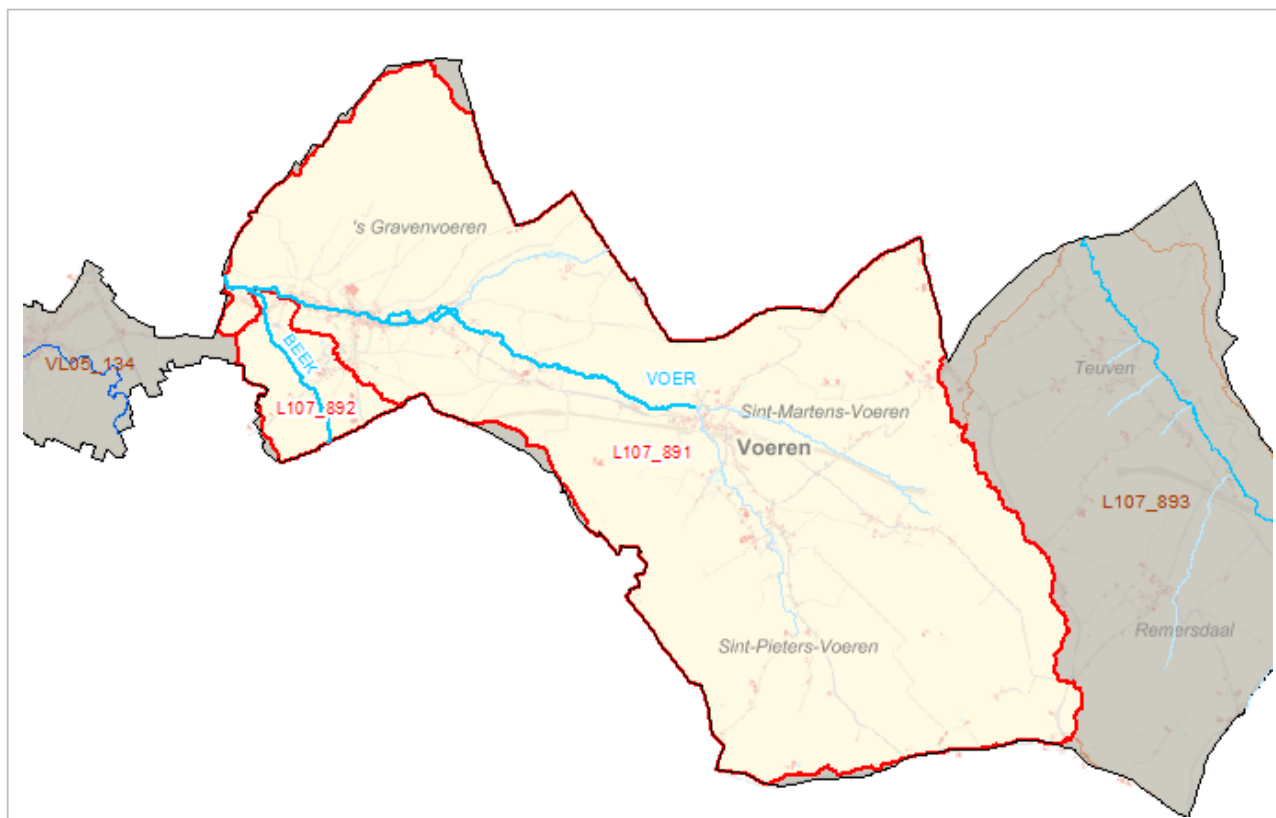 's Gravenvoeren
BEEK
VL05_134
Teuven
VOER
L107_892
Sint-Martens-Voeren
Voeren
L107_891
L107_893
Remersdaal
Sint-Pieters-Voeren